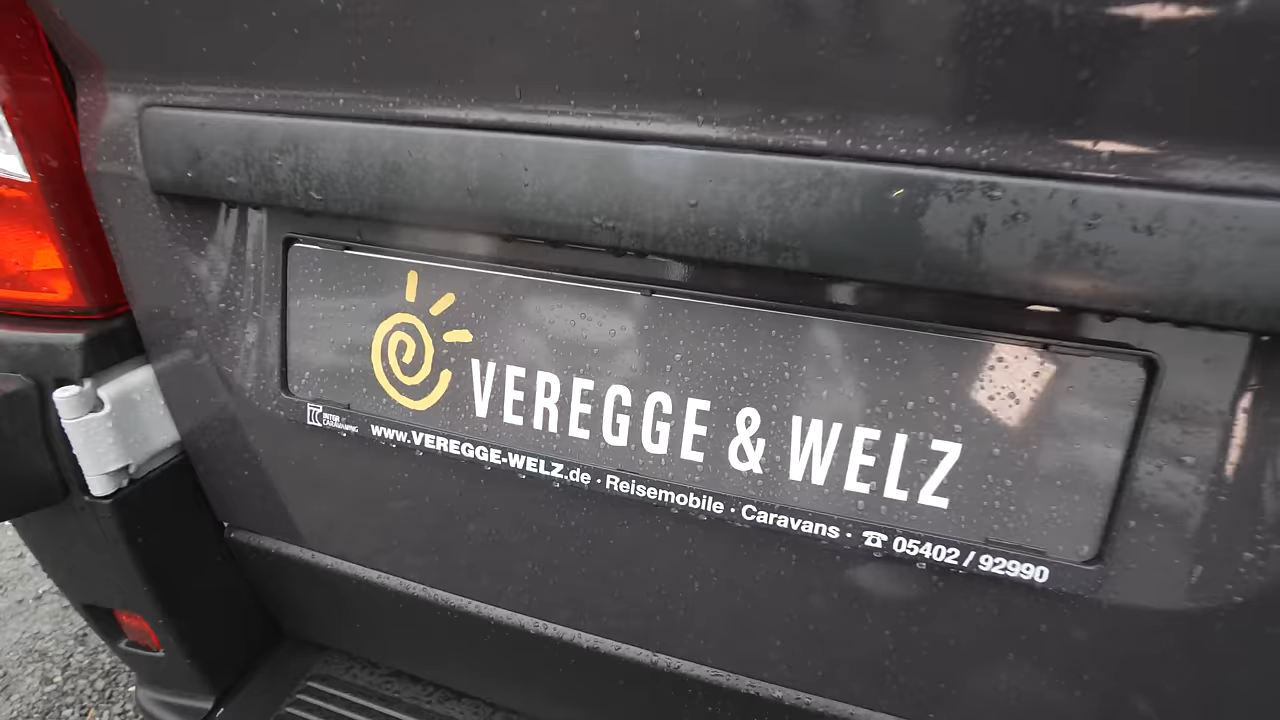 VEREGGE & WELZ
INTER
CARAVANING
www.VEREGGE-WELZ.de · Reisemobile · Caravans · ☎ 05402 / 92990